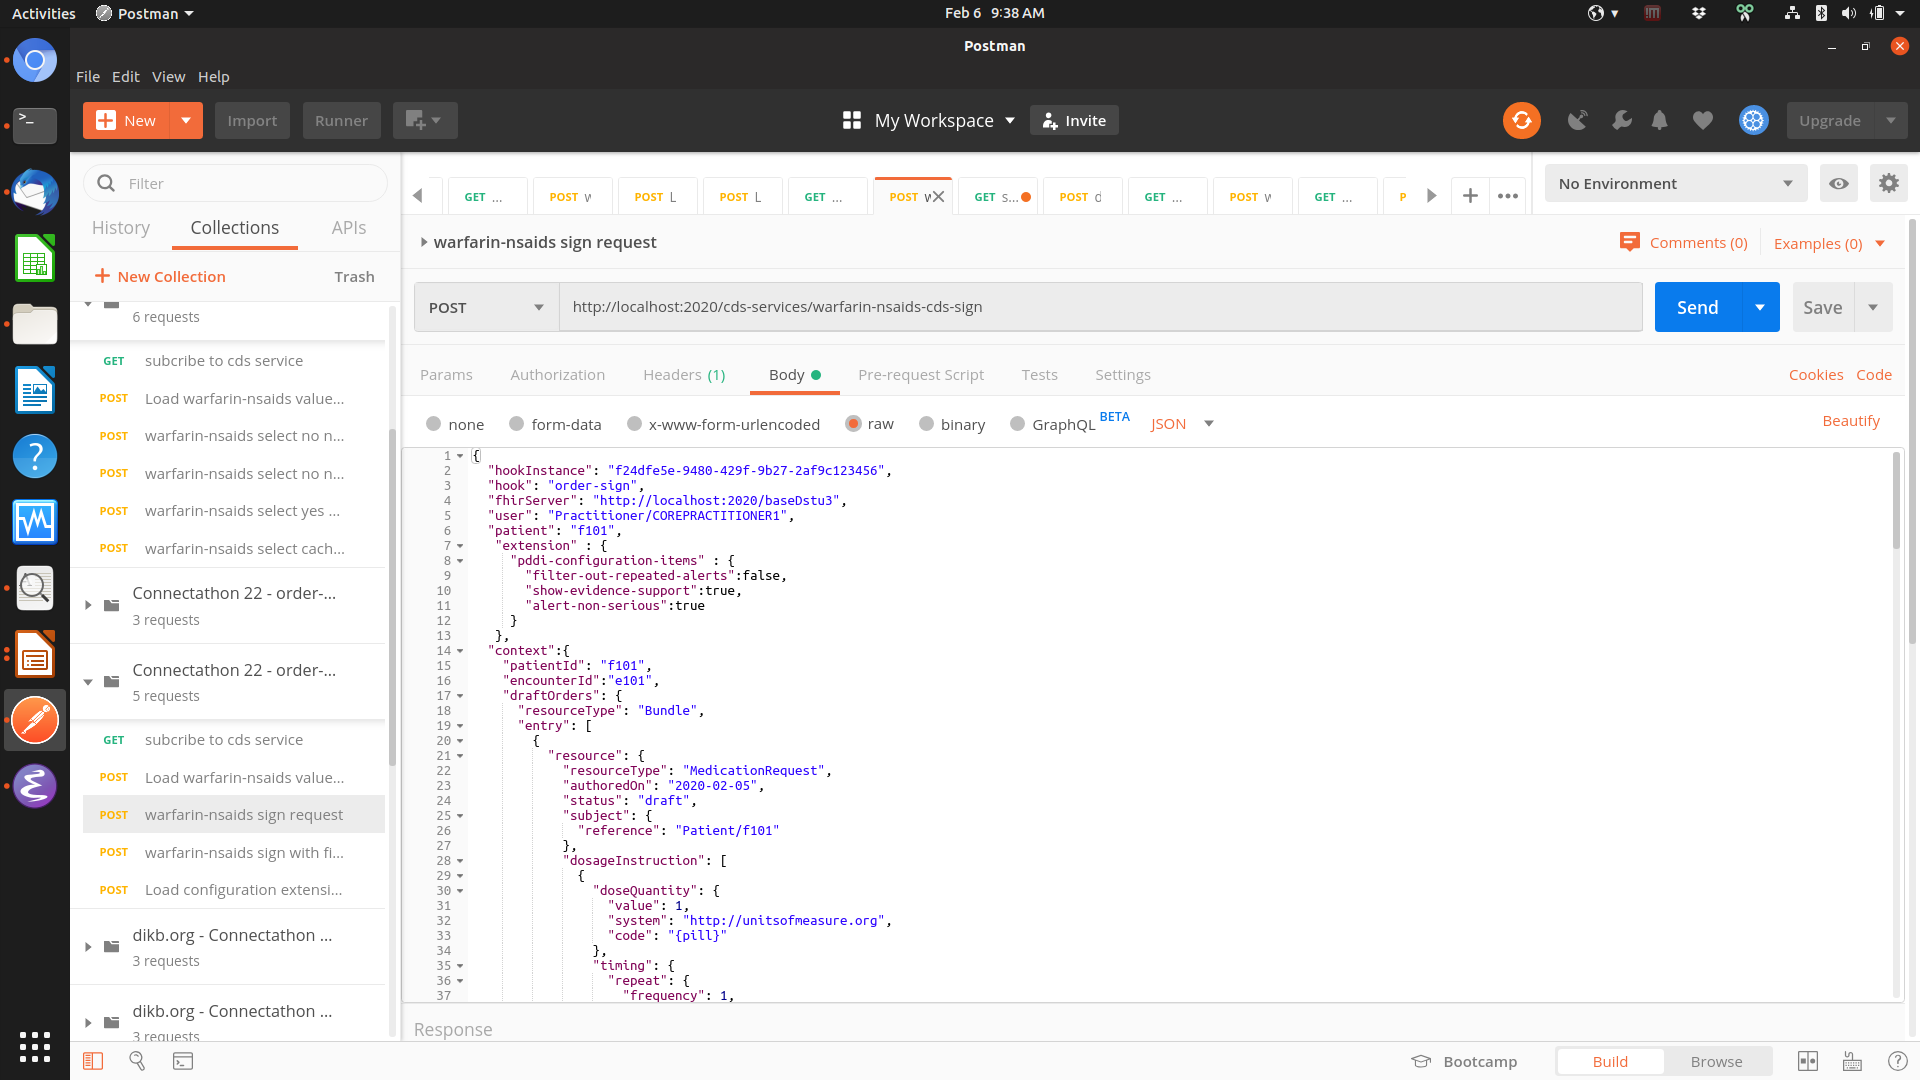 Activities
Postman
Feb 6 9:38 AM
Postman
File Edit View Help
New
Import
Runner
My Workspace
Invite
Upgrade
Filter
History
Collections
APIs
New Collection
Trash
6 requests
GET subcribe to cds service
POST Load warfarin-nsaids value...
POST warfarin-nsaids select no n...
POST warfarin-nsaids select no n...
POST warfarin-nsaids select yes ...
POST warfarin-nsaids select cach...
Connectathon 22 - order-...
3 requests
Connectathon 22 - order-...
5 requests
GET subcribe to cds service
POST Load warfarin-nsaids value...
POST warfarin-nsaids sign request
POST warfarin-nsaids sign with fi...
POST Load configuration extensi...
dikb.org - Connectathon ...
3 requests
dikb.org - Connectathon ...
3 requests
GET ...
POST w
POST L
POST L
GET ...
POST w
GET s...
POST d
GET ...
POST w
GET ...
P
No Environment
warfarin-nsaids sign request
Comments (0)
Examples (0)
POST
http://localhost:2020/cds-services/warfarin-nsaids-cds-sign
Send
Save
Params
Authorization
Headers (1)
Body
Pre-request Script
Tests
Settings
Cookies
Code
none
form-data
x-www-form-urlencoded
raw
binary
GraphQL BETA
JSON
Beautify
1 {
2 "hookInstance": "f24dfe5e-9480-429f-9b27-2af9c123456",
3 "hook": "order-sign",
4 "fhirServer": "http://localhost:2020/baseDstu3",
5 "user": "Practitioner/COREPRACTITIONER1",
6 "patient": "f101",
7 "extension" : {
8 "pddi-configuration-items" : {
9 "filter-out-repeated-alerts":false,
10 "show-evidence-support":true,
11 "alert-non-serious":true
12 }
13 },
14 "context":{
15 "patientId": "f101",
16 "encounterId":"e101",
17 "draftOrders": {
18 "resourceType": "Bundle",
19 "entry": [
20 {
21 "resource": {
22 "resourceType": "MedicationRequest",
23 "authoredOn": "2020-02-05",
24 "status": "draft",
25 "subject": {
26 "reference": "Patient/f101"
27 },
28 "dosageInstruction": [
29 {
30 "doseQuantity": {
31 "value": 1,
32 "system": "http://unitsofmeasure.org",
33 "code": "{pill}"
34 },
35 "timing": {
36 "repeat": {
37 "frequency": 1,
Response
Bootcamp
Build
Browse